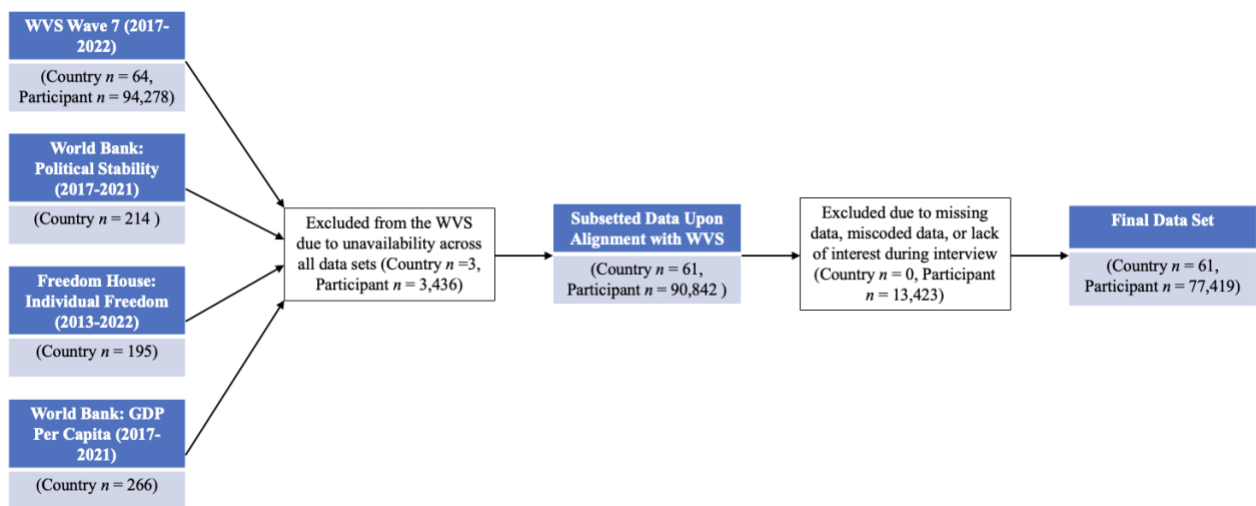 WVS Wave 7 (2017-
2022)
(Country n = 64,
Participant n = 94,278)
World Bank:
Political Stability
(2017-2021)
(Country n = 214 )
Freedom House:
Individual Freedom
(2013-2022)
(Country n = 195)
World Bank: GDP
Per Capita (2017-
2021)
(Country n = 266)
Excluded from the WVS
due to unavailability across
all data sets (Country n =3,
Participant n = 3,436)
Subsetted Data Upon
Alignment with WVS
(Country n = 61,
Participant n = 90,842 )
Excluded due to missing
data, miscoded data, or lack
of interest during interview
(Country n = 0, Participant
n = 13,423)
Final Data Set
(Country n = 61,
Participant n = 77,419)